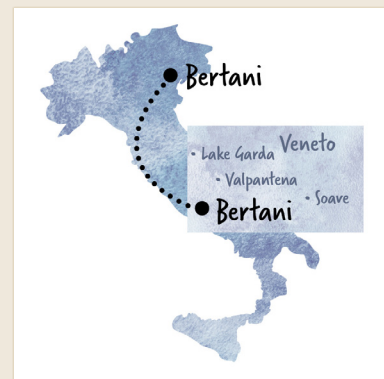 Bertani
Veneto
• Lake Garda
• Valpantena
• Soave
Bertani